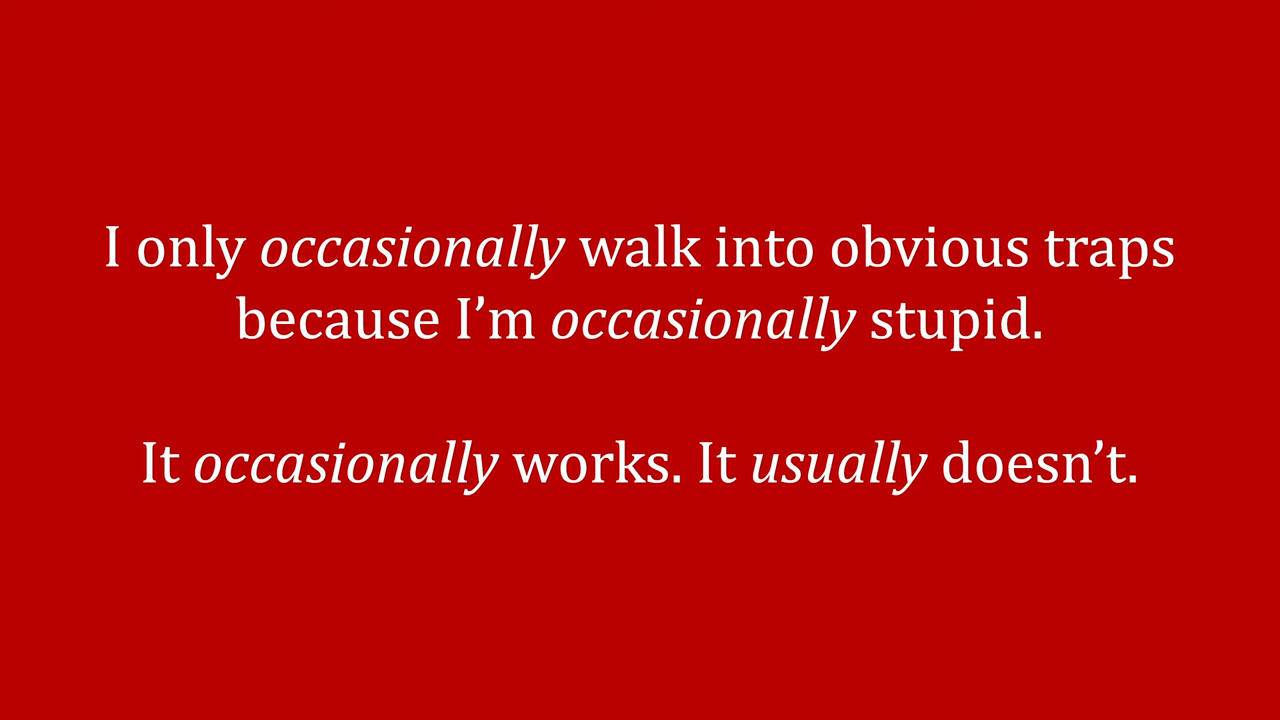 I only occasionally walk into obvious traps
because I’m occasionally stupid.
It occasionally works. It usually doesn’t.